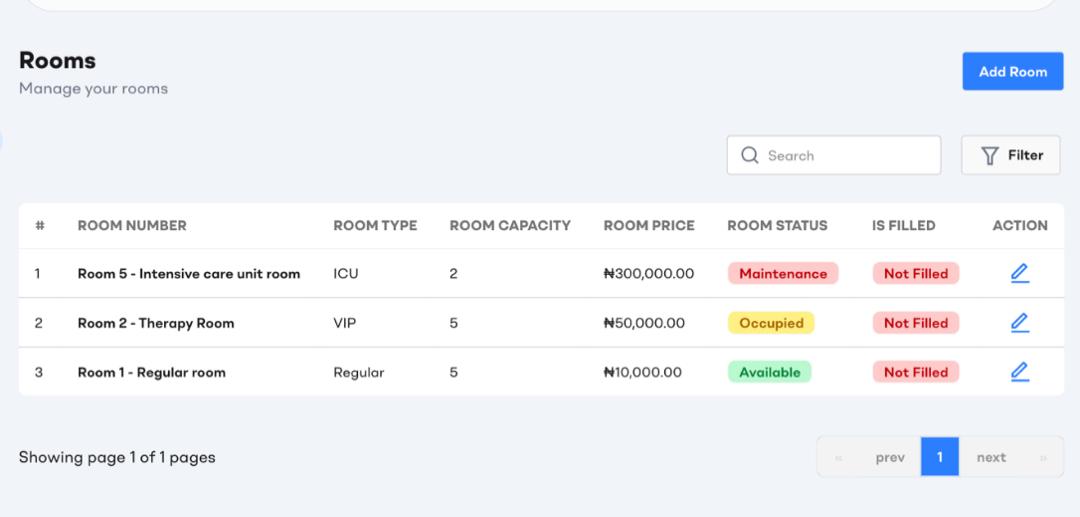 Rooms
Manage your rooms
Add Room
Search
Filter
# ROOM NUMBER ROOM TYPE ROOM CAPACITY ROOM PRICE ROOM STATUS IS FILLED ACTION
1 Room 5 - Intensive care unit room ICU 2 ₦300,000.00 Maintenance Not Filled
2 Room 2 - Therapy Room VIP 5 ₦50,000.00 Occupied Not Filled
3 Room 1 - Regular room Regular 5 ₦10,000.00 Available Not Filled
Showing page 1 of 1 pages
« prev 1 next »